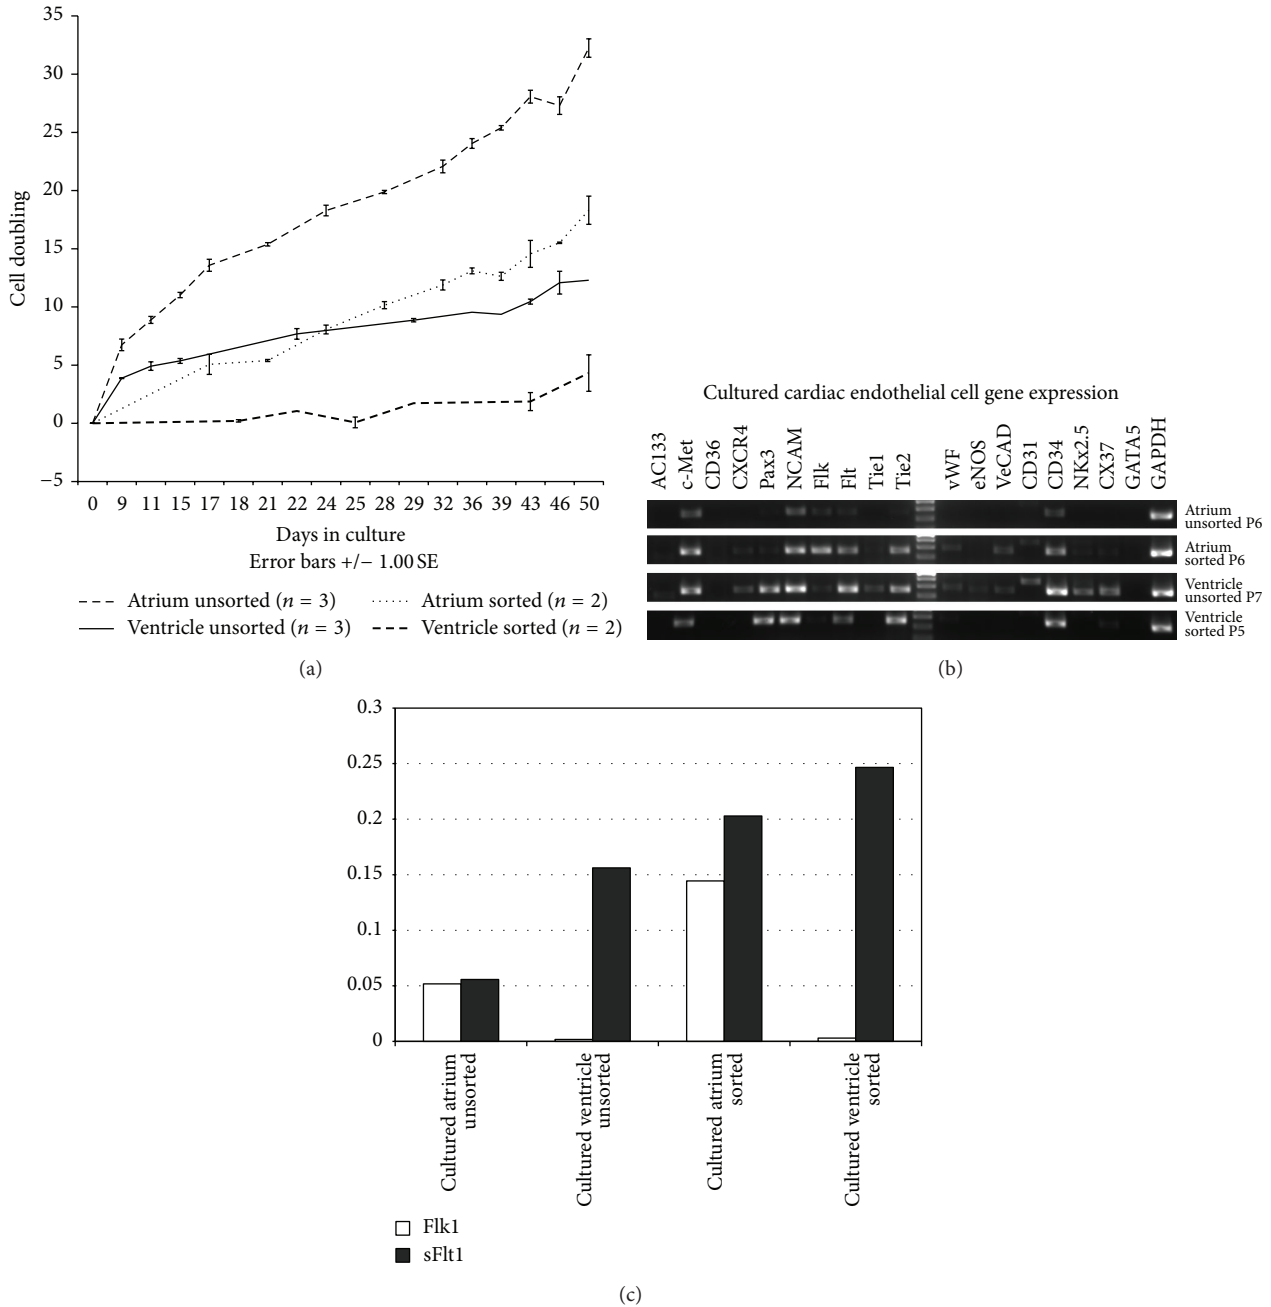 35
30
25
20
15
10
5
0
−5
Cell doubling
0 9 11 15 17 18 21 22 24 25 28 29 32 36 39 43 46 50
Days in culture
Error bars +/− 1.00 SE
Atrium unsorted (n = 3)
Atrium sorted (n = 2)
Ventricle unsorted (n = 3)
Ventricle sorted (n = 2)
(a)
Cultured cardiac endothelial cell gene expression
AC133
c-Met
CD36
CXCR4
Pax3
NCAM
Flk
Flt
Tie1
Tie2
vWF
eNOS
VeCAD
CD31
CD34
NKx2.5
CX37
GATA5
GAPDH
Atrium
unsorted P6
Atrium
sorted P6
Ventricle
unsorted P7
Ventricle
sorted P5
(b)
0.3
0.25
0.2
0.15
0.1
0.05
0
Cultured atrium
unsorted
Cultured ventricle
unsorted
Cultured atrium
sorted
Cultured ventricle
sorted
Flk1
sFlt1
(c)